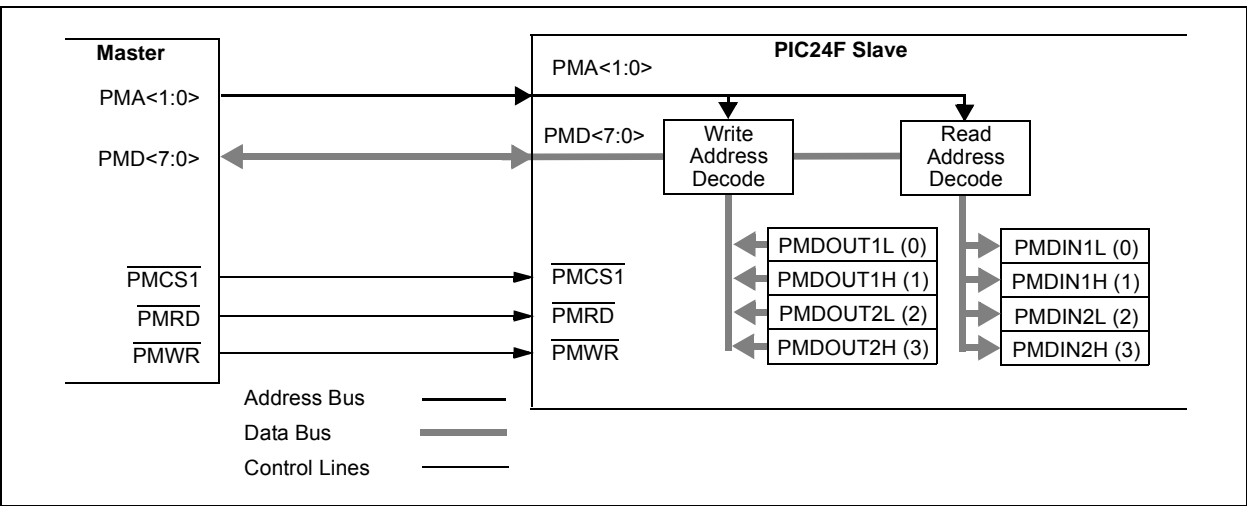 Master
PMA<1:0>
PMD<7:0>
PMCS1
PMRD
PMWR
PIC24F Slave
PMA<1:0>
PMD<7:0>
Write
Address
Decode
Read
Address
Decode
PMDOUT1L (0)
PMDOUT1H (1)
PMDOUT2L (2)
PMDOUT2H (3)
PMDIN1L (0)
PMDIN1H (1)
PMDIN2L (2)
PMDIN2H (3)
PMCS1
PMRD
PMWR
Address Bus
Data Bus
Control Lines